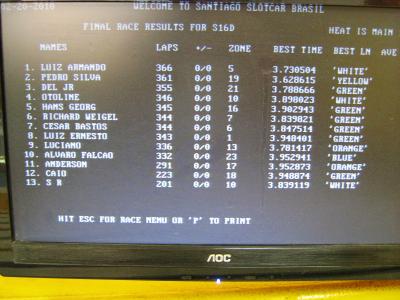 02-20-2010 WELCOME TO SANTIAGO SLOTCAR BRASIL
FINAL RACE RESULTS FOR S16D HEAT IS MAIN
NAMES LAPS +/- ZONE BEST TIME BEST LN AVE
1. LUIZ ARMANDO 366 0/0 5 3.730504 'WHITE'
2. PEDRO SILVA 361 0/0 19 3.628615 'YELLOW'
3. DEL JR 355 0/0 21 3.788666 'GREEN'
4. OTOLINE 346 0/0 10 3.898023 'WHITE'
5. HANS GEORG 345 0/0 16 3.902943 'GREEN'
6. RICHARD WEIGEL 344 0/0 7 3.839821 'GREEN'
7. CESAR BASTOS 344 0/0 6 3.847514 'GREEN'
8. LUIZ ERNESTO 343 0/0 1 3.948401 'GREEN'
9. LUCIANO 336 0/0 13 3.781417 'ORANGE'
10. ALVARO FALCAO 332 0/0 23 3.952941 'BLUE'
11. ANDERSON 291 0/0 17 3.952873 'ORANGE'
12. CAIO 223 0/0 18 3.948874 'GREEN'
13. S R 201 0/0 10 3.839119 'WHITE'
HIT ESC FOR RACE MENU OR 'P' TO PRINT
AOC